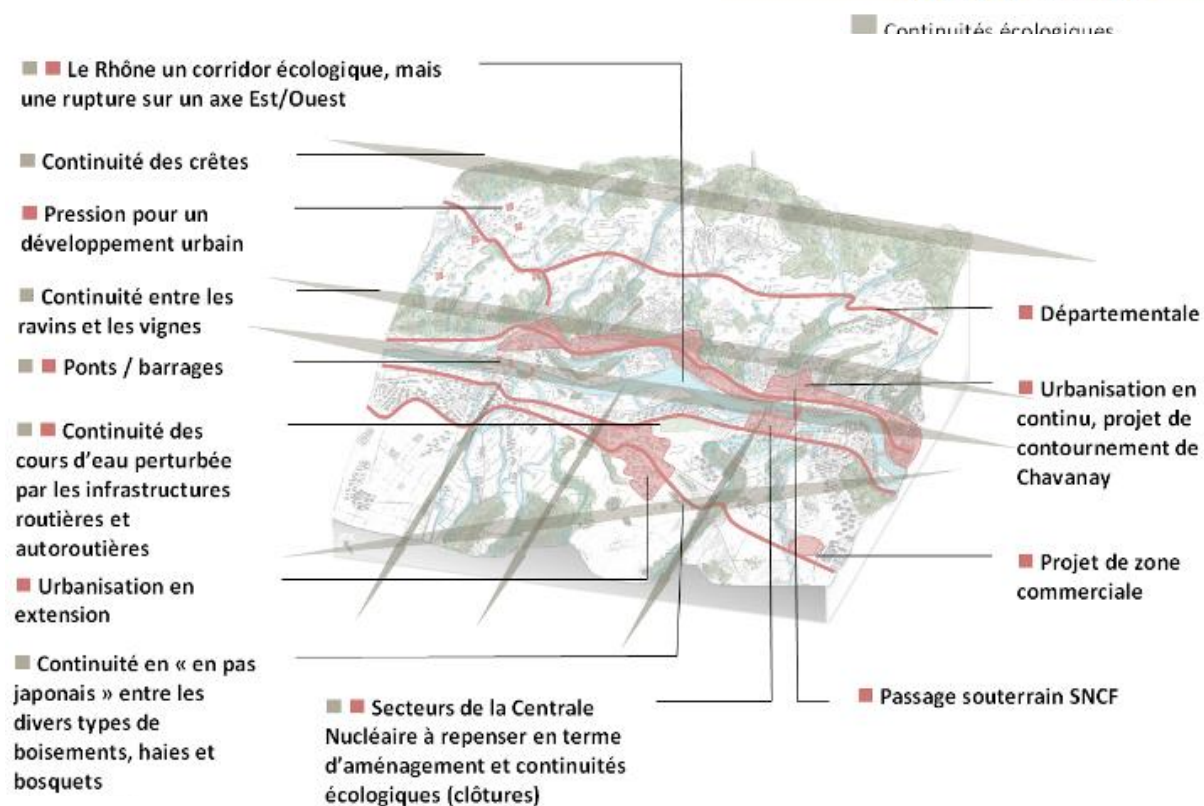 Continuités écologiques
Le Rhône un corridor écologique, mais
une rupture sur un axe Est/Ouest
Continuité des crêtes
Pression pour un
développement urbain
Continuité entre les
ravins et les vignes
Ponts / barrages
Continuité des
cours d'eau perturbée
par les infrastructures
routières et
autoroutières
Urbanisation en
extension
Continuité en « en pas
japonais » entre les
divers types de
boisements, haies et
bosquets
Secteurs de la Centrale
Nucléaire à repenser en terme
d'aménagement et continuités
écologiques (clôtures)
Départementale
Urbanisation en
continu, projet de
contournement de
Chavanay
Projet de zone
commerciale
Passage souterrain SNCF